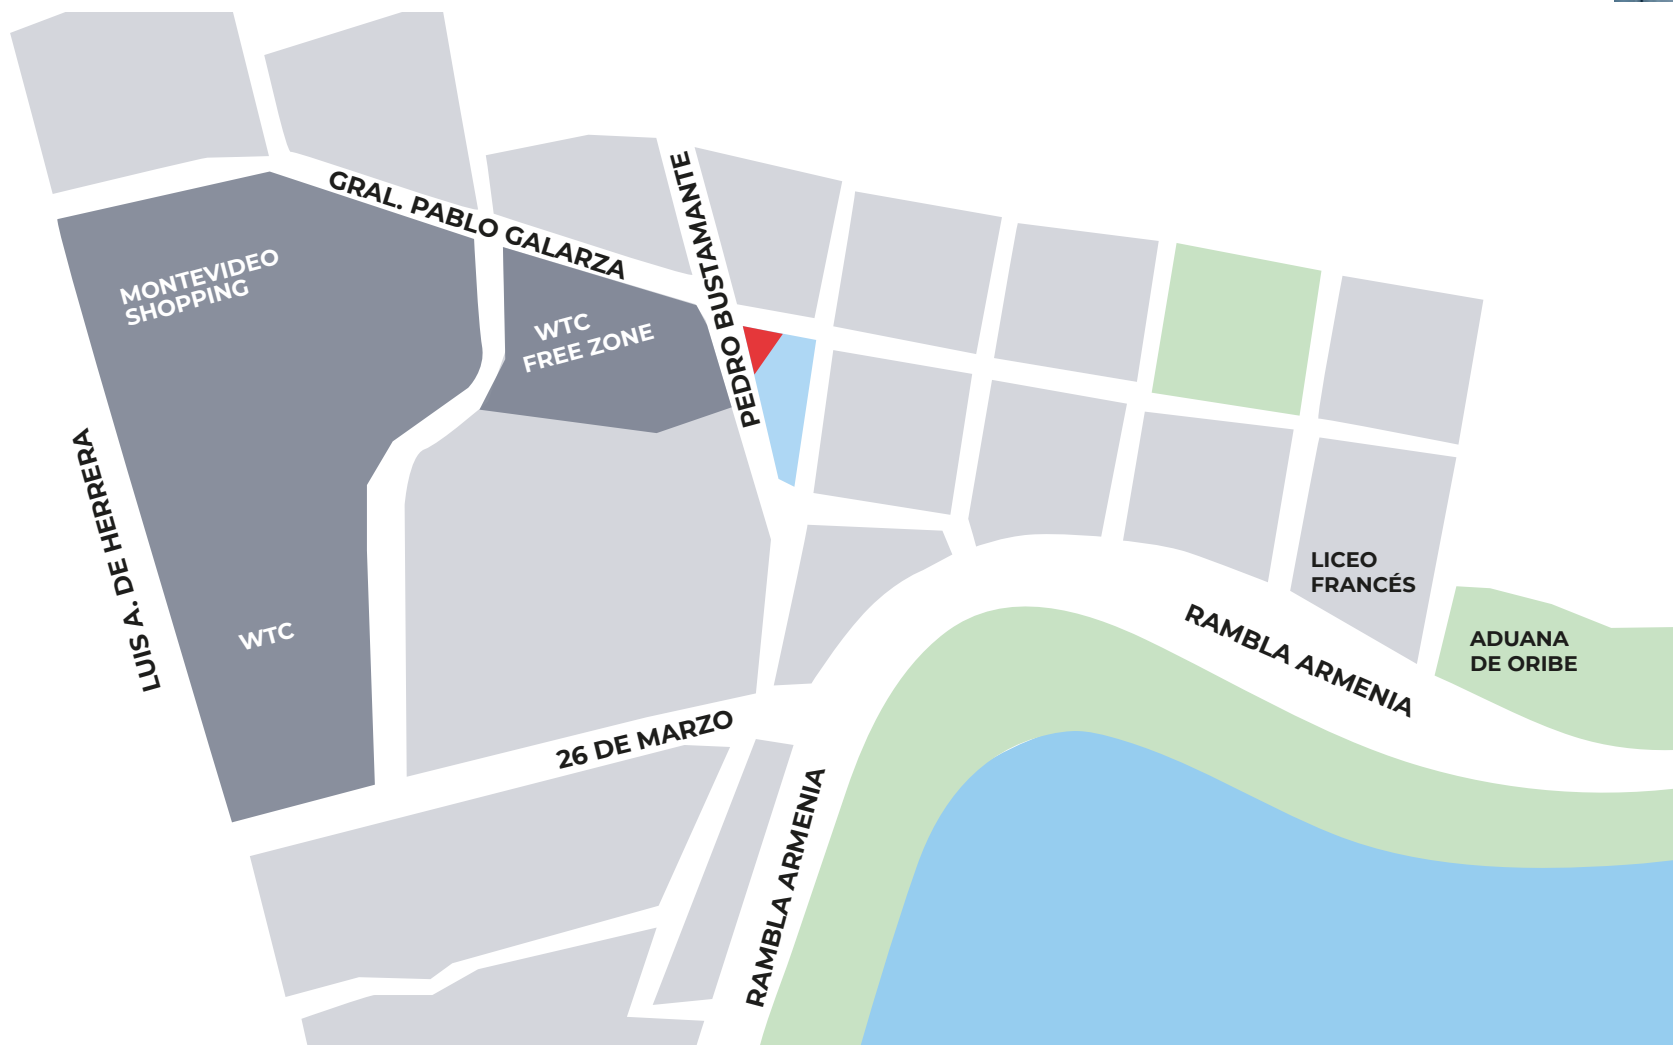 GRAL. PABLO GALARZA
PEDRO BUSTAMANTE
MONTEVIDEO
SHOPPING
WTC
FREE ZONE
LUIS A. DE HERRERA
WTC
LICEO
FRANCÉS
RAMBLA ARMENIA
ADUANA
DE ORIBE
26 DE MARZO
RAMBLA ARMENIA